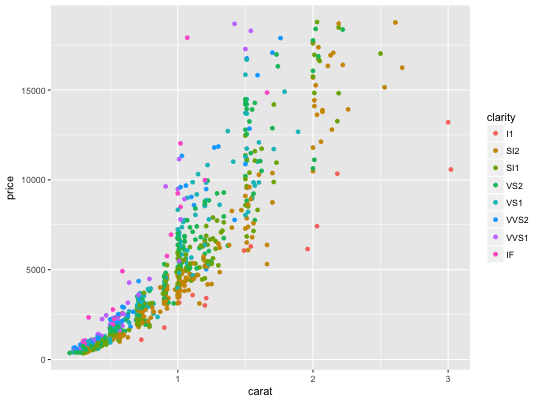 15000
10000
5000
0
price
1
2
3
carat
clarity
I1
SI2
SI1
VS2
VS1
VVS2
VVS1
IF